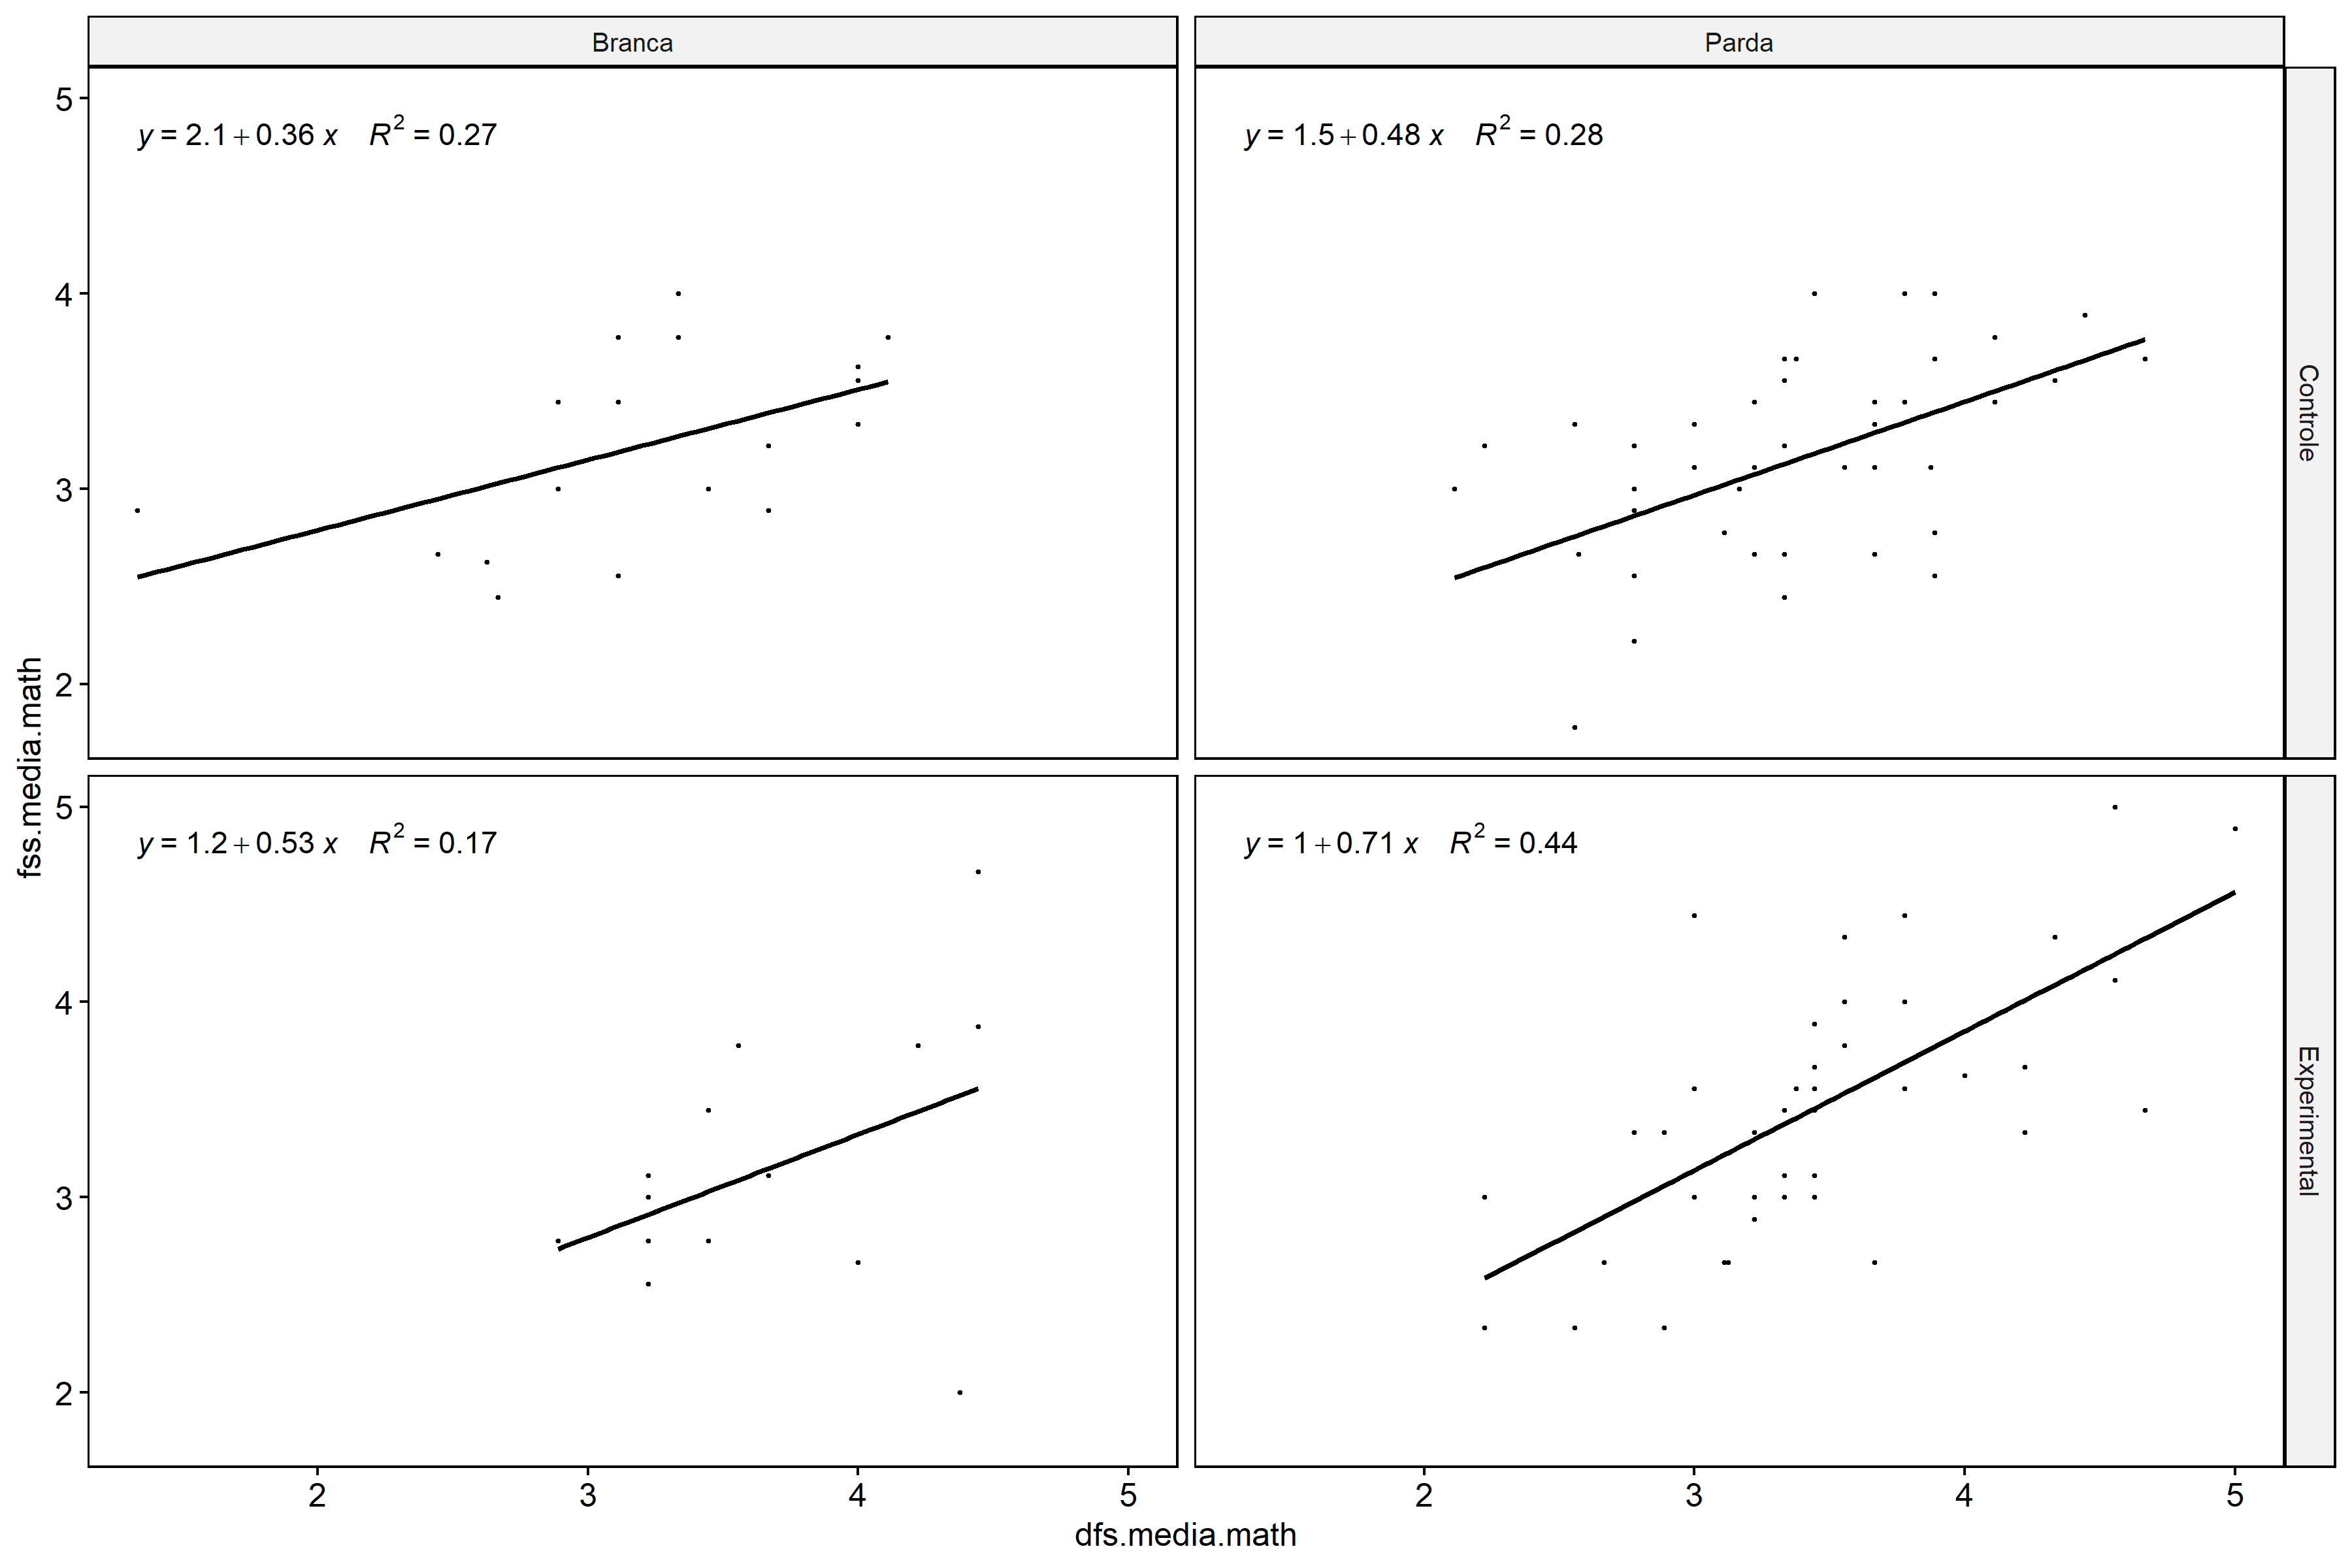 Branca
Parda
5
4
3
2
y = 2.1 + 0.36 x R² = 0.27
y = 1.5 + 0.48 x R² = 0.28
Controle
fss.media.math
5
4
3
2
y = 1.2 + 0.53 x R² = 0.17
y = 1 + 0.71 x R² = 0.44
Experimental
2 3 4 5
2 3 4 5
dfs.media.math